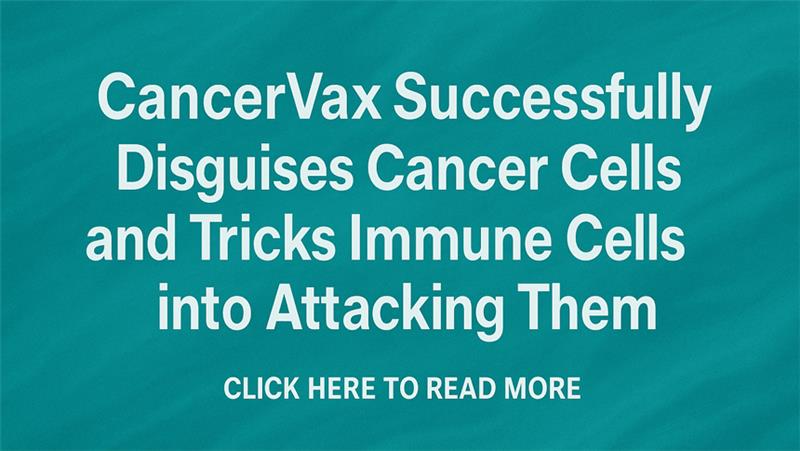 CancerVax Successfully
Disguises Cancer Cells
and Tricks Immune Cells
into Attacking Them
CLICK HERE TO READ MORE